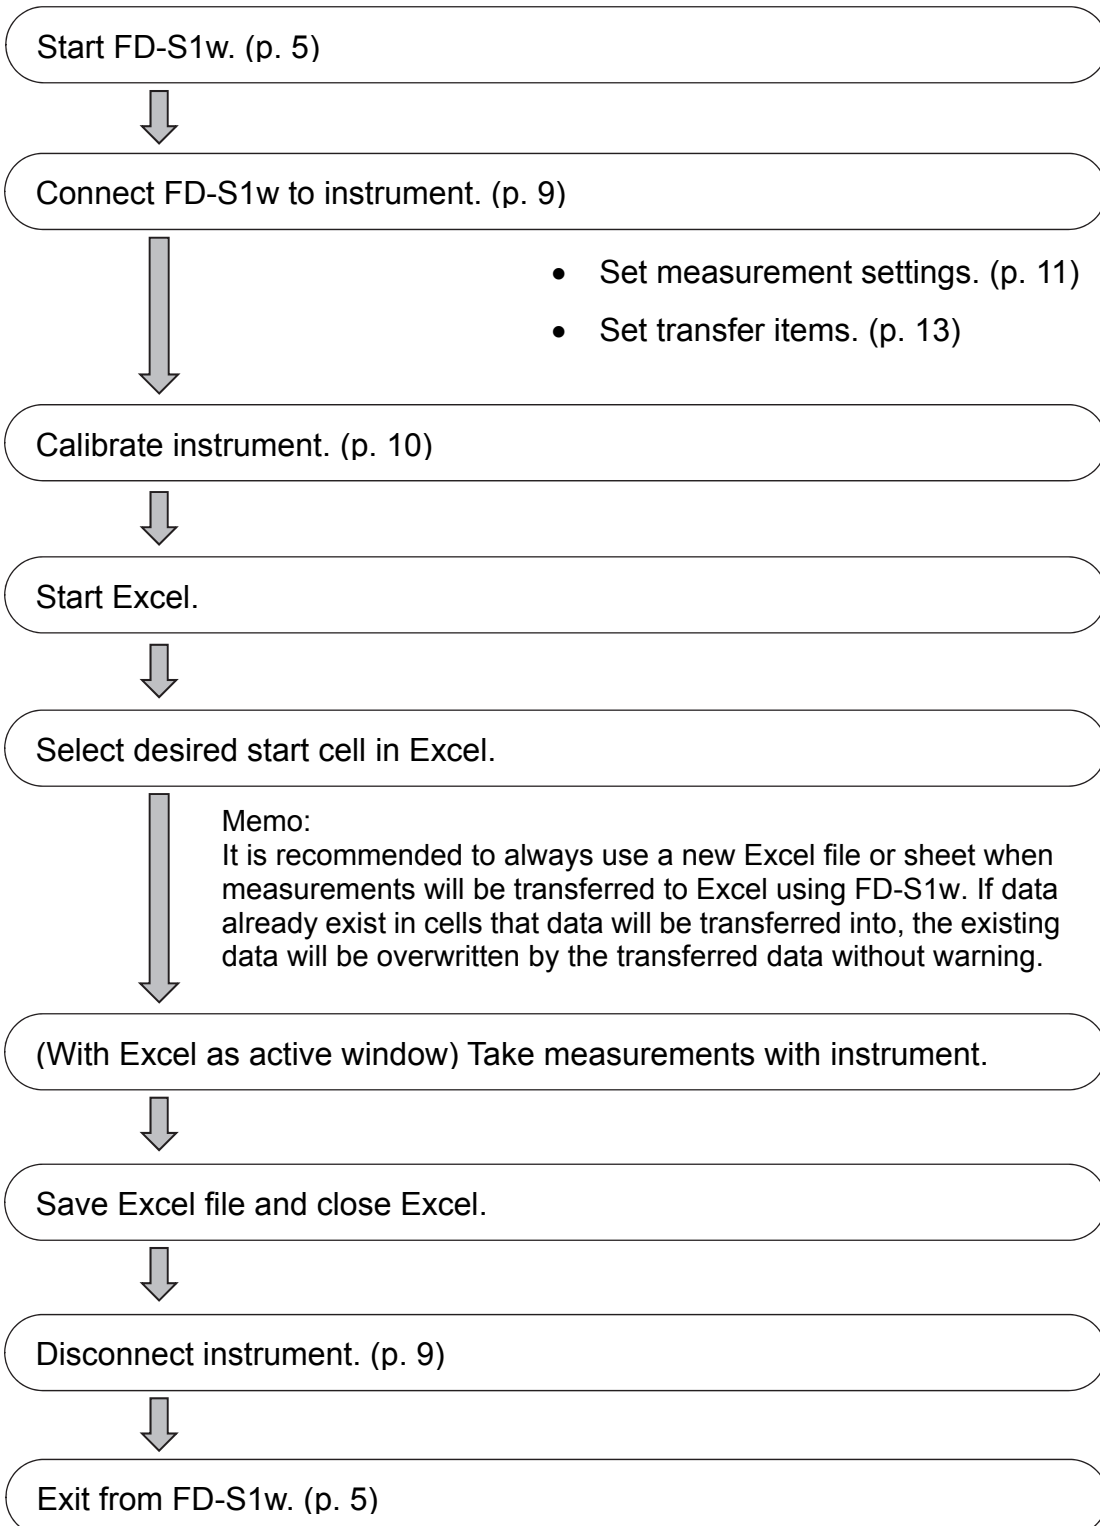 Start FD-S1w. (p. 5)
Connect FD-S1w to instrument. (p. 9)
• Set measurement settings. (p. 11)
• Set transfer items. (p. 13)
Calibrate instrument. (p. 10)
Start Excel.
Select desired start cell in Excel.
Memo:
It is recommended to always use a new Excel file or sheet when
measurements will be transferred to Excel using FD-S1w. If data
already exist in cells that data will be transferred into, the existing
data will be overwritten by the transferred data without warning.
(With Excel as active window) Take measurements with instrument.
Save Excel file and close Excel.
Disconnect instrument. (p. 9)
Exit from FD-S1w. (p. 5)